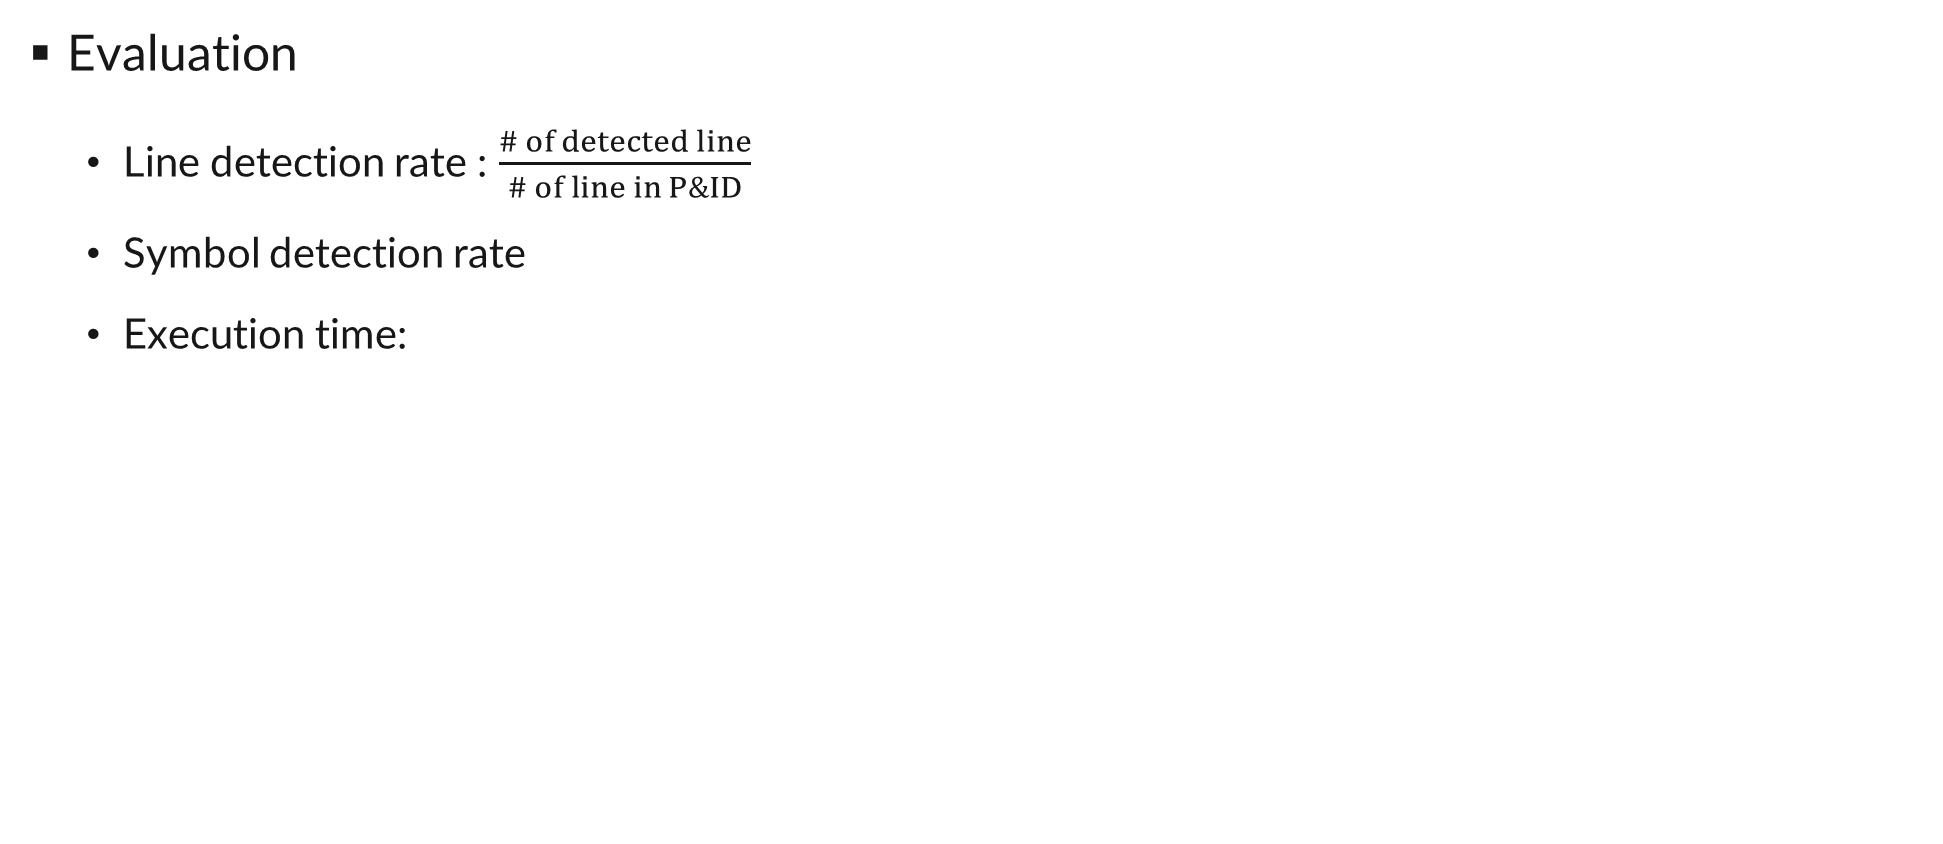 ▪ Evaluation
• Line detection rate : # of detected line
# of line in P&ID
• Symbol detection rate
• Execution time: